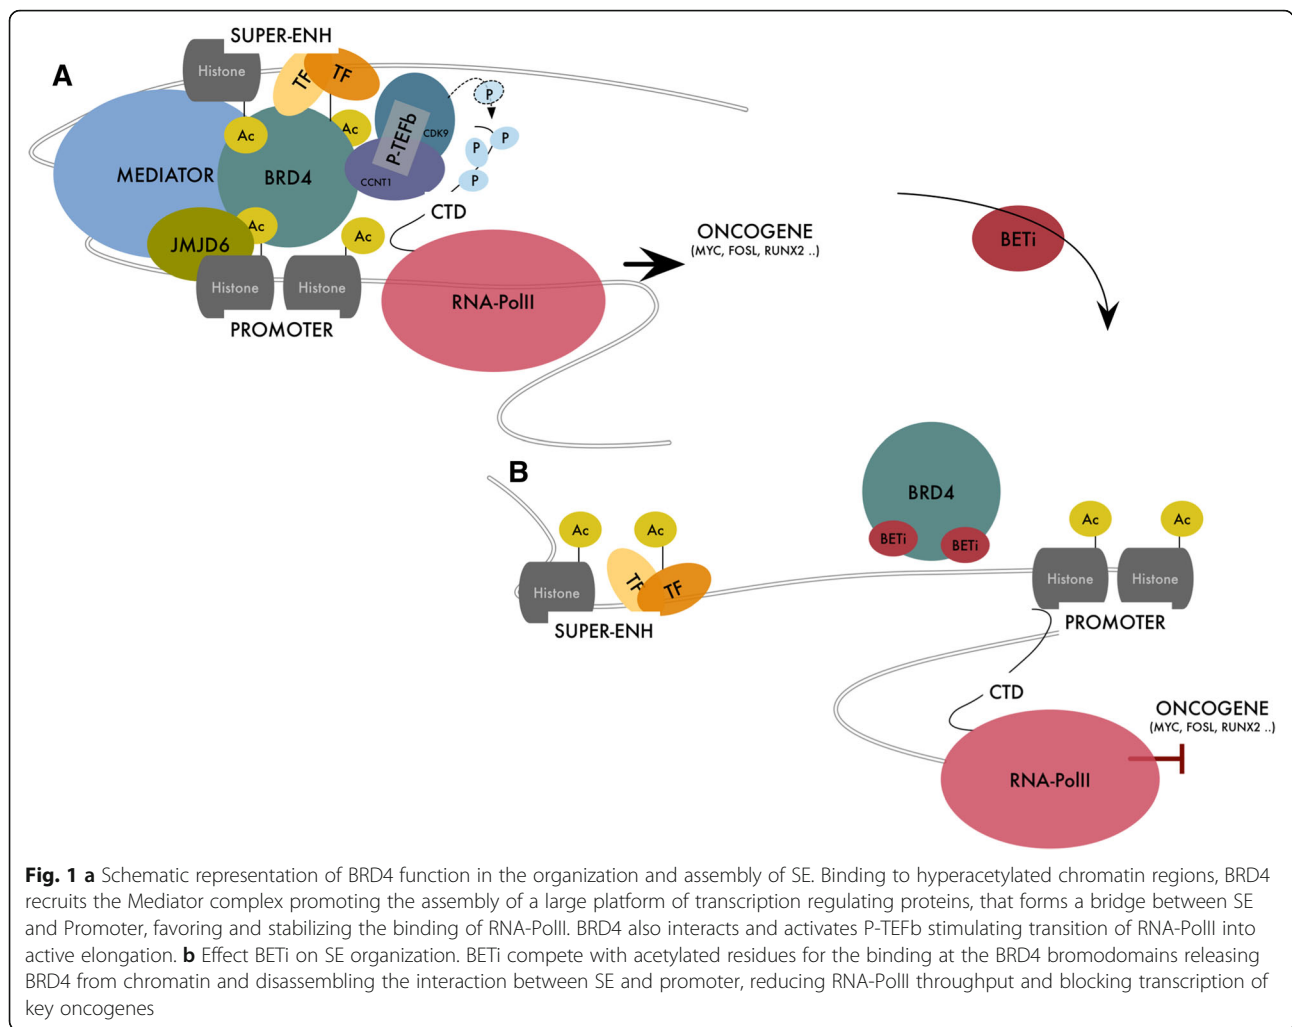 A
SUPER-ENH
Histone
TF
TF
Ac
Ac
P
P-TEFb
CDK9
P
P
P
MEDIATOR
BRD4
CCNT1
CTD
JMJD6
Ac
Ac
Histone
Histone
PROMOTER
RNA-PolII
ONCOGENE
(MYC, FOSL, RUNX2 ..)
BETi
B
BRD4
BETi
BETi
Ac
Ac
Ac
Ac
Histone
TF
TF
SUPER-ENH
Histone
Histone
PROMOTER
CTD
RNA-PolII
ONCOGENE
(MYC, FOSL, RUNX2 ..)
Fig. 1 a Schematic representation of BRD4 function in the organization and assembly of SE. Binding to hyperacetylated chromatin regions, BRD4
recruits the Mediator complex promoting the assembly of a large platform of transcription regulating proteins, that forms a bridge between SE
and Promoter, favoring and stabilizing the binding of RNA-PolII. BRD4 also interacts and activates P-TEFb stimulating transition of RNA-PolII into
active elongation. b Effect BETi on SE organization. BETi compete with acetylated residues for the binding at the BRD4 bromodomains releasing
BRD4 from chromatin and disassembling the interaction between SE and promoter, reducing RNA-PolII throughput and blocking transcription of
key oncogenes